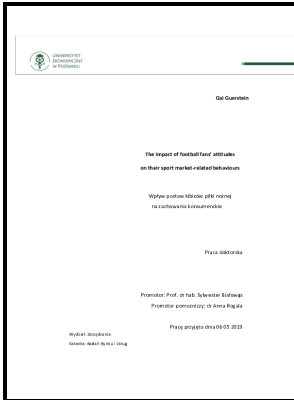 UNIWERSYTET
EKONOMICZNY
W POZNANIU
Gai Guerstein
The impact of football fans' attitudes
on their sport market-related behaviours
Wpływ postaw kibiców piłki nożnej
na zachowania konsumenckie
Praca doktorska
Promotor: Prof. dr hab. Sylwester Białowąs
Promotor pomocniczy: dr Anna Rogala
Pracę przyjęto dnia 06 05 2019
Wydział: Zarządzania
Katedra: Badań Rynku i Usług